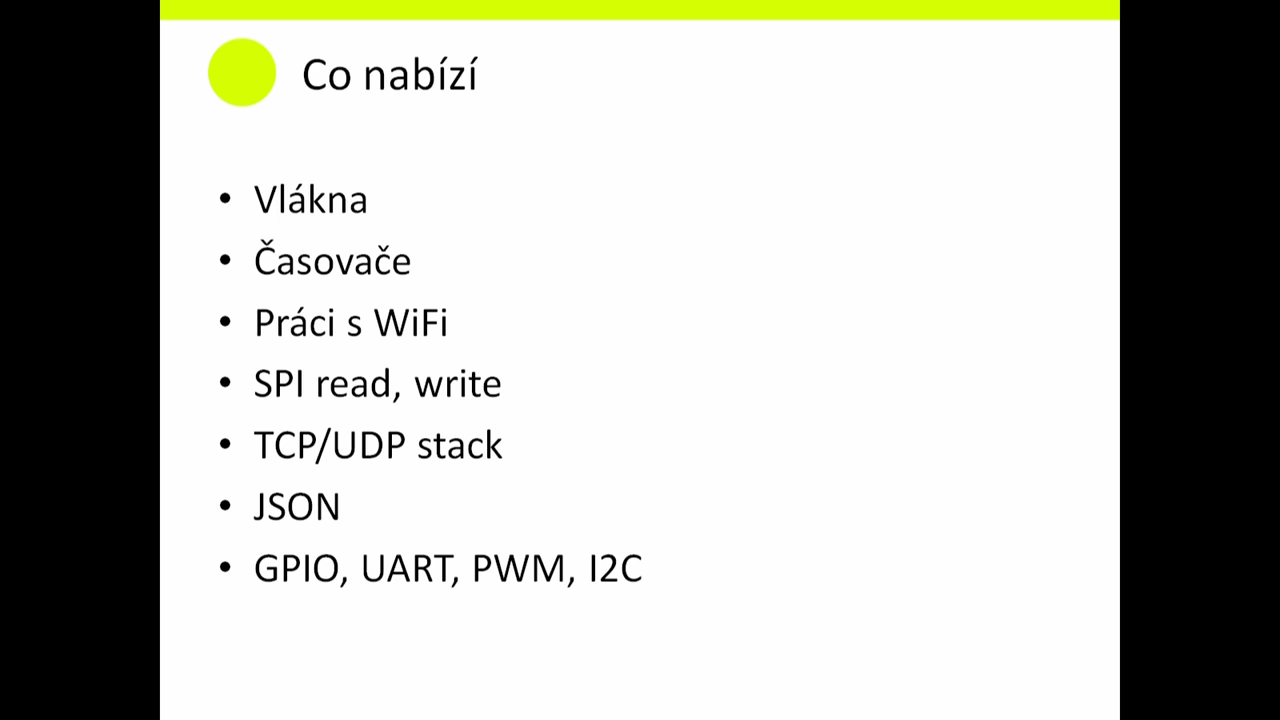 Co nabízí
• Vlákna
• Časovače
• Práci s WiFi
• SPI read, write
• TCP/UDP stack
• JSON
• GPIO, UART, PWM, I2C